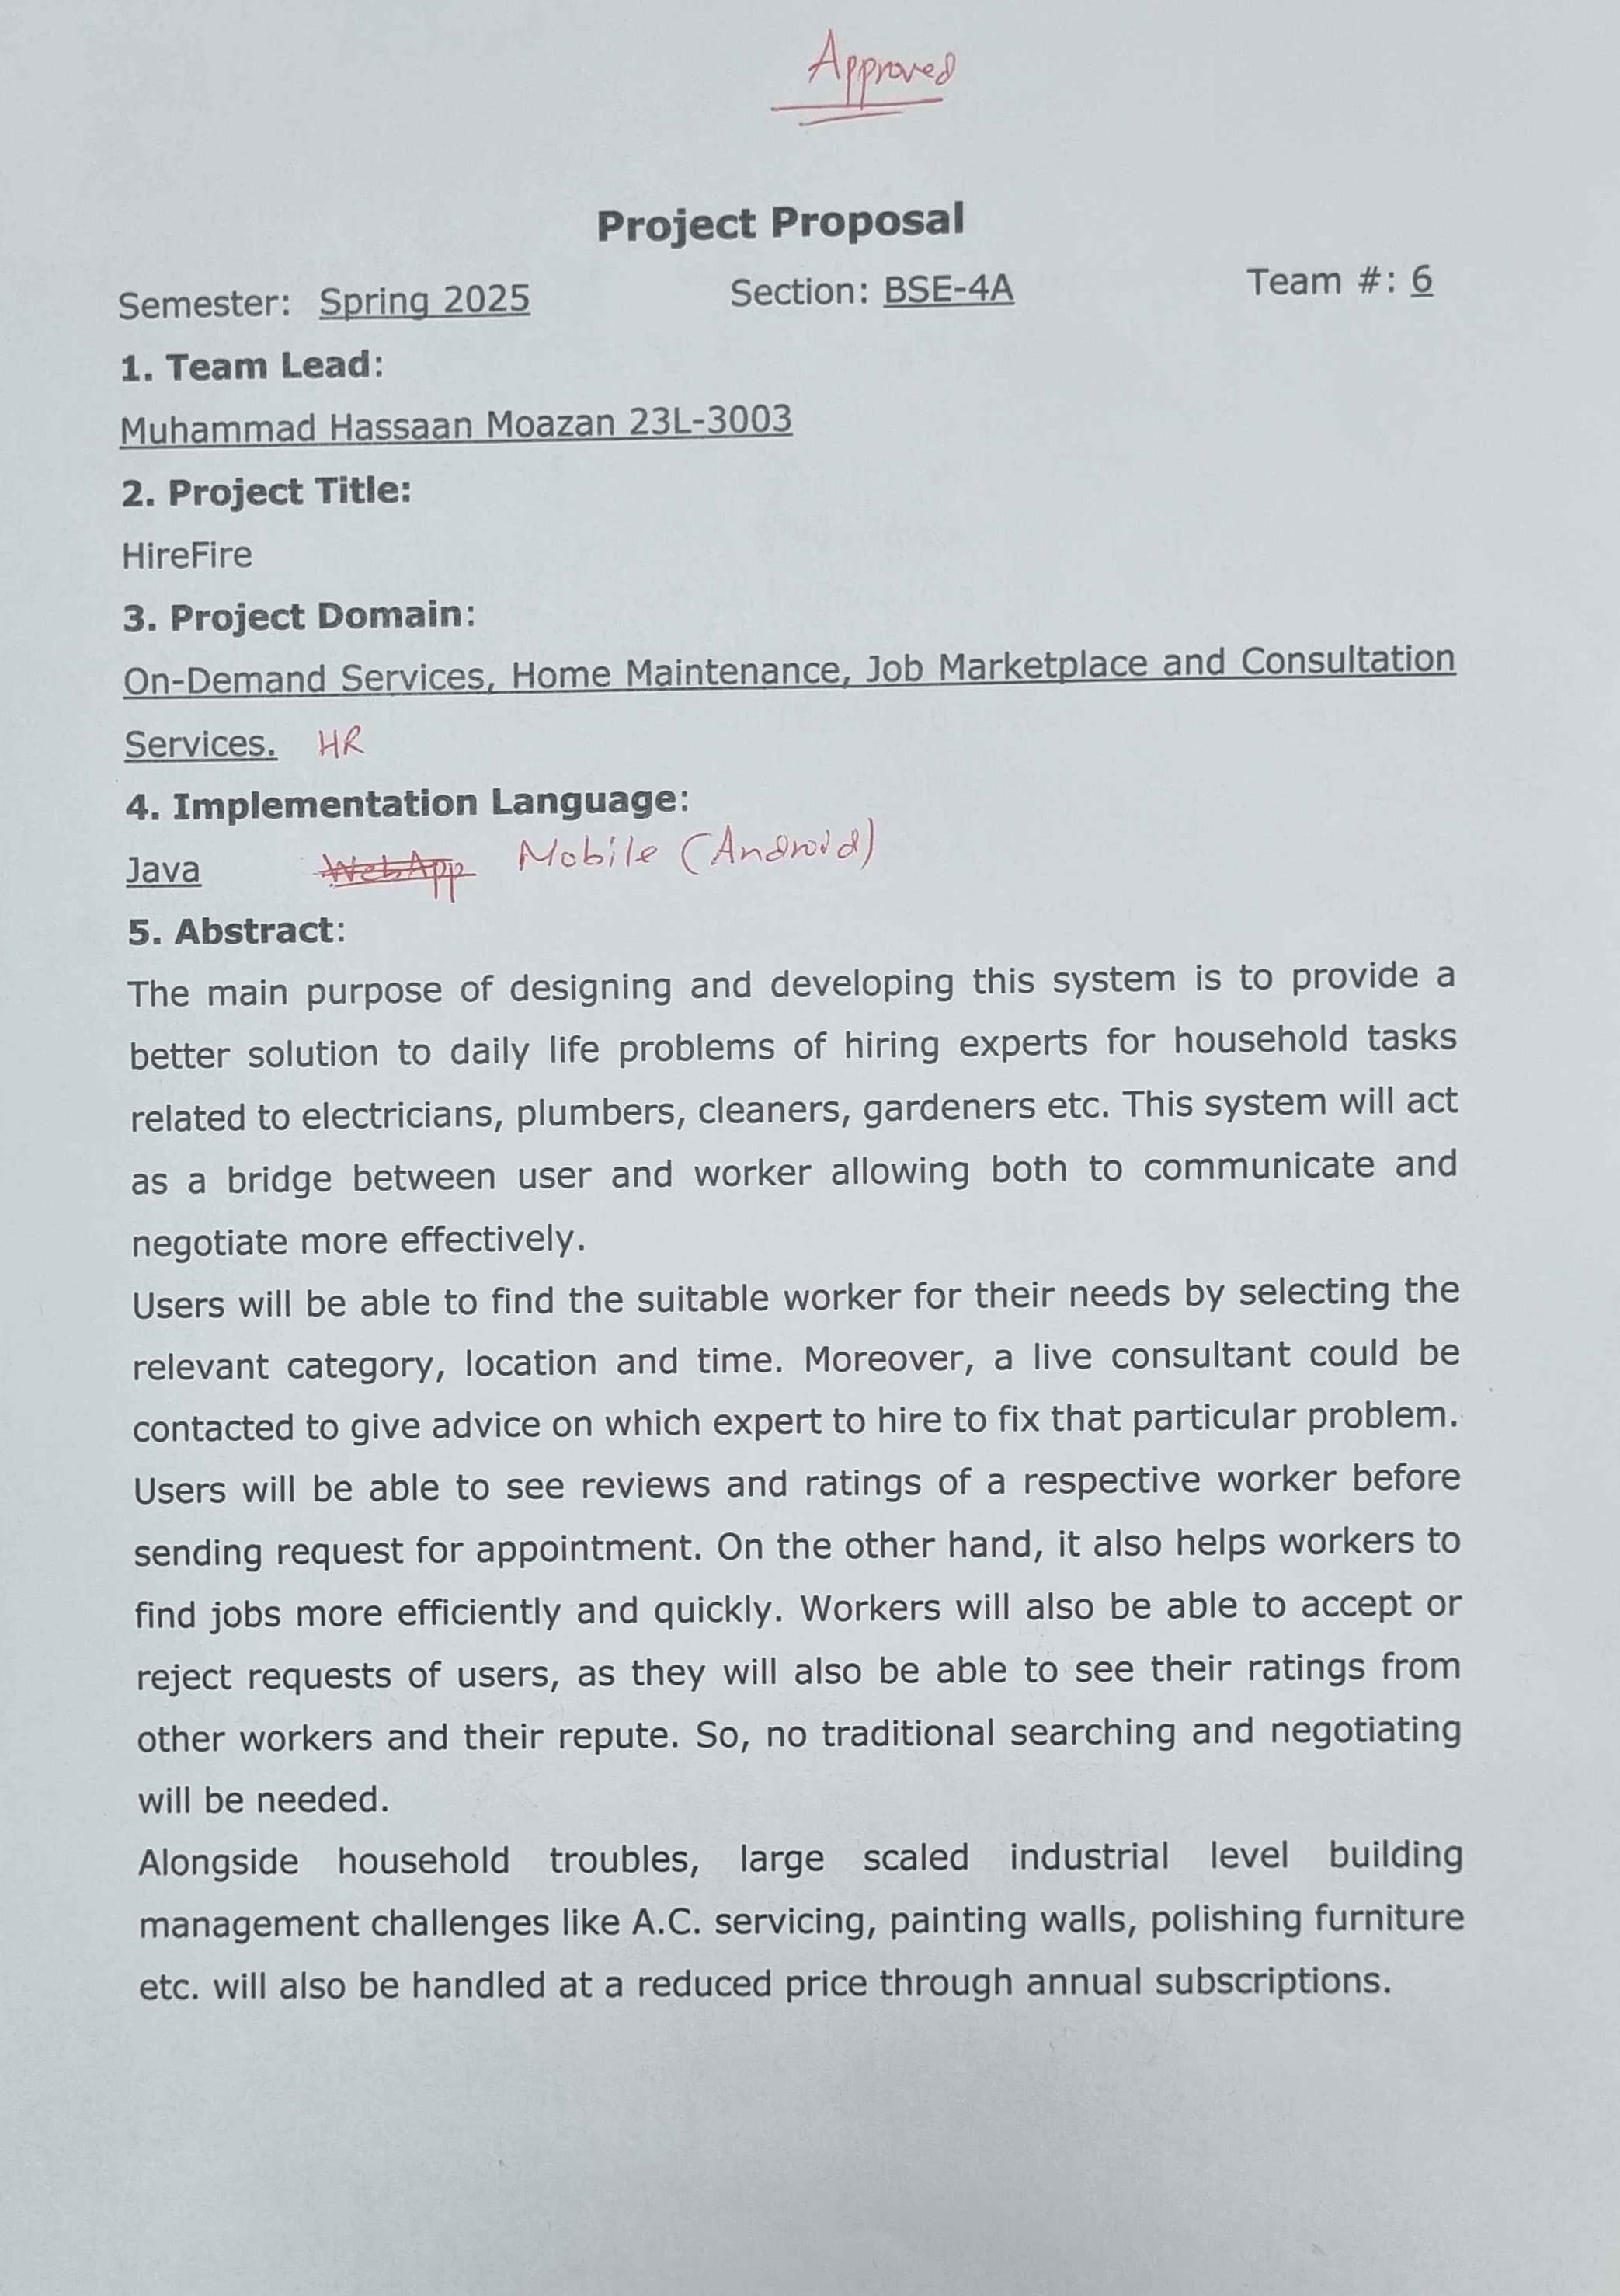 Approved
Project Proposal
Semester: Spring 2025 Section: BSE-4A Team #: 6
1. Team Lead:
Muhammad Hassaan Moazan 23L-3003
2. Project Title:
HireFire
3. Project Domain:
On-Demand Services, Home Maintenance, Job Marketplace and Consultation
Services. HR
4. Implementation Language:
Java WebApp Mobile (Android)
5. Abstract:
The main purpose of designing and developing this system is to provide a
better solution to daily life problems of hiring experts for household tasks
related to electricians, plumbers, cleaners, gardeners etc. This system will act
as a bridge between user and worker allowing both to communicate and
negotiate more effectively.
Users will be able to find the suitable worker for their needs by selecting the
relevant category, location and time. Moreover, a live consultant could be
contacted to give advice on which expert to hire to fix that particular problem.
Users will be able to see reviews and ratings of a respective worker before
sending request for appointment. On the other hand, it also helps workers to
find jobs more efficiently and quickly. Workers will also be able to accept or
reject requests of users, as they will also be able to see their ratings from
other workers and their repute. So, no traditional searching and negotiating
will be needed.
Alongside household troubles, large scaled industrial level building
management challenges like A.C. servicing, painting walls, polishing furniture
etc. will also be handled at a reduced price through annual subscriptions.